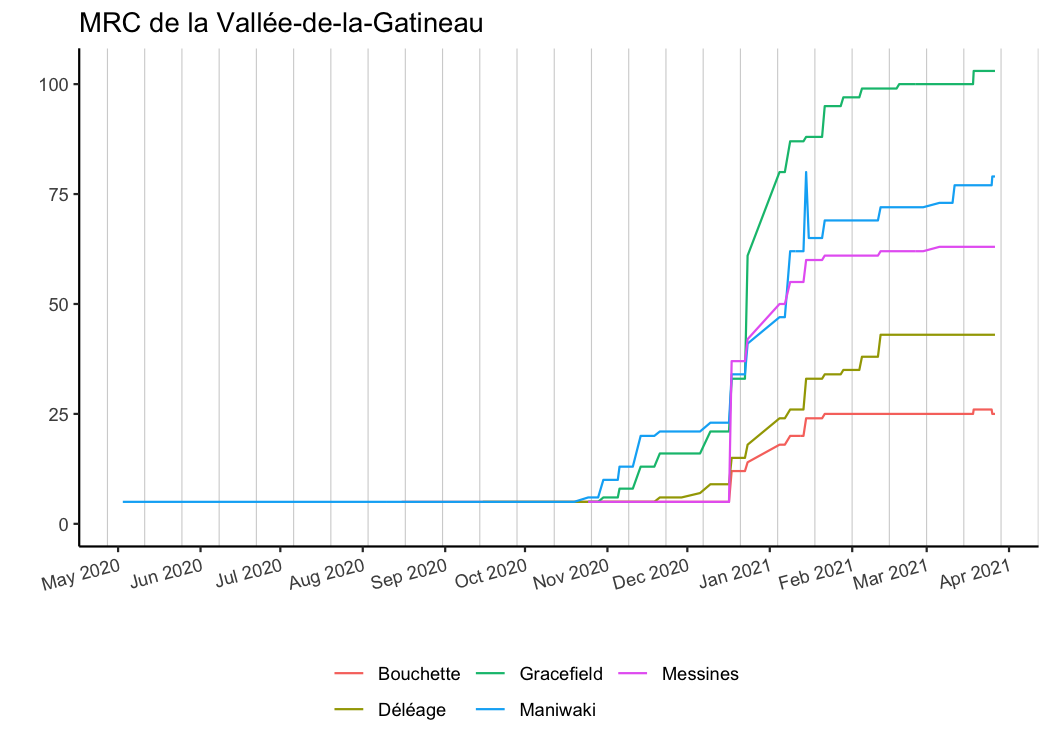 MRC de la Vallée-de-la-Gatineau
100
75
50
25
0
May 2020 Jun 2020 Jul 2020 Aug 2020 Sep 2020 Oct 2020 Nov 2020 Dec 2020 Jan 2021 Feb 2021 Mar 2021 Apr 2021
Bouchette Gracefield Messines
Déléage Maniwaki